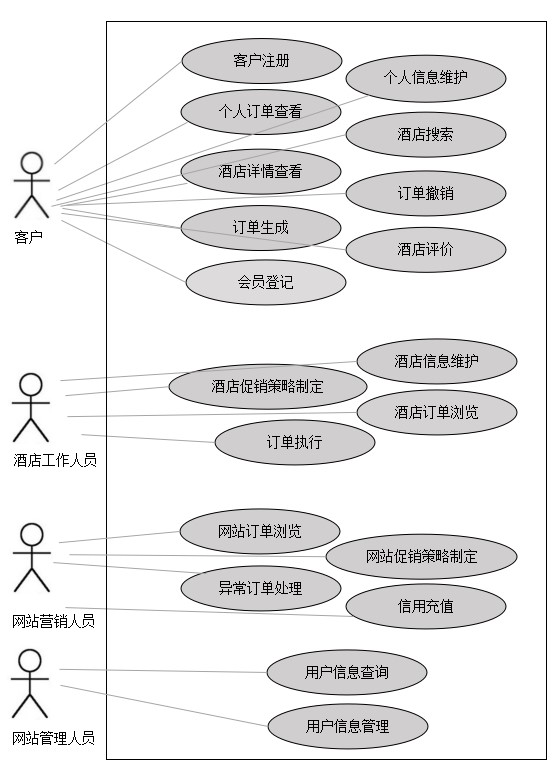 客户注册
个人信息维护
个人订单查看
酒店搜索
酒店详情查看
订单撤销
订单生成
客户
酒店评价
会员登记
酒店信息维护
酒店促销策略制定
酒店订单浏览
订单执行
酒店工作人员
网站订单浏览
网站促销策略制定
异常订单处理
信用充值
网站营销人员
用户信息查询
用户信息管理
网站管理人员